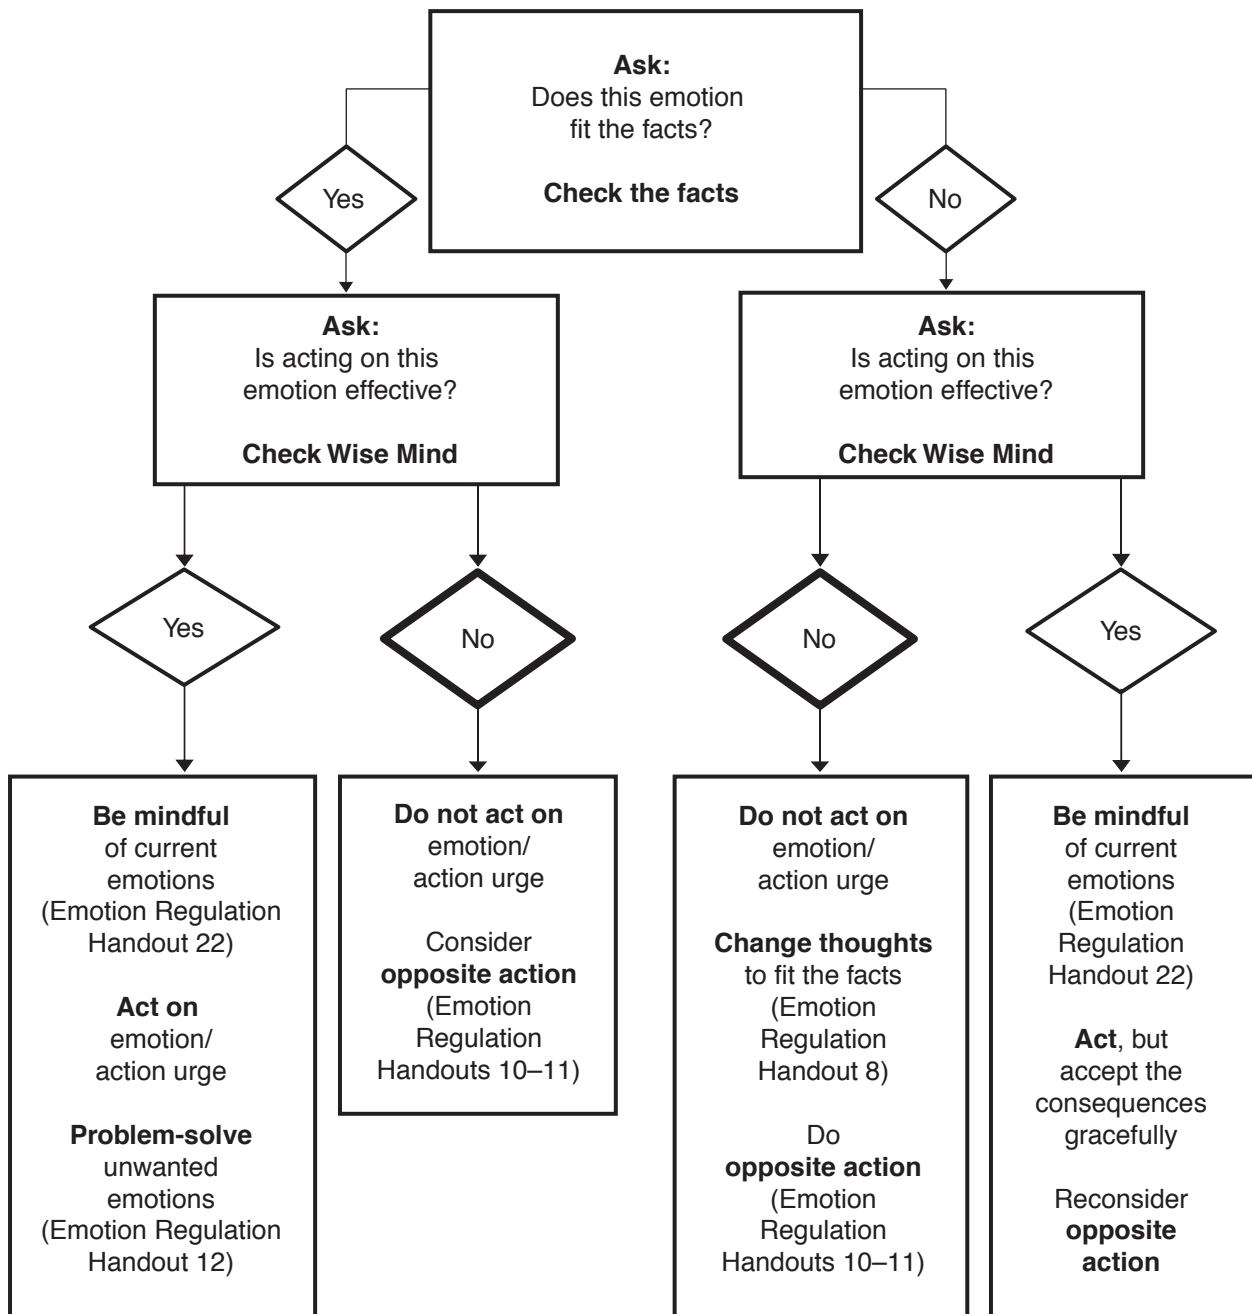 Ask:
Does this emotion
fit the facts?
Check the facts
Yes
No
Ask:
Is acting on this
emotion effective?
Check Wise Mind
Ask:
Is acting on this
emotion effective?
Check Wise Mind
Yes
No
No
Yes
Be mindful
of current
emotions
(Emotion Regulation
Handout 22)
Act on
emotion/
action urge
Problem-solve
unwanted
emotions
(Emotion Regulation
Handout 12)
Do not act on
emotion/
action urge
Consider
opposite action
(Emotion
Regulation
Handouts 10–11)
Do not act on
emotion/
action urge
Change thoughts
to fit the facts
(Emotion
Regulation
Handout 8)
Do
opposite action
(Emotion
Regulation
Handouts 10–11)
Be mindful
of current
emotions
(Emotion
Regulation
Handout 22)
Act, but
accept the
consequences
gracefully
Reconsider
opposite
action